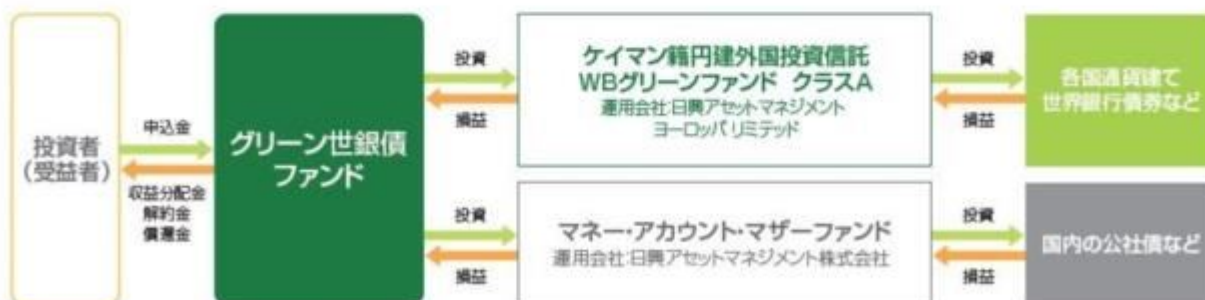 投資者
(受益者)
申込金
収益分配金
解約金
償還金
グリーン世銀債
ファンド
投資
損益
ケイマン籍円建外国投資信託
WBグリーンファンド クラスA
運用会社:日興アセットマネジメント
ヨーロッパ リミテッド
投資
損益
各国通貨建て
世界銀行債券など
投資
損益
マネー・アカウント・マザーファンド
運用会社:日興アセットマネジメント株式会社
投資
損益
国内の公社債など